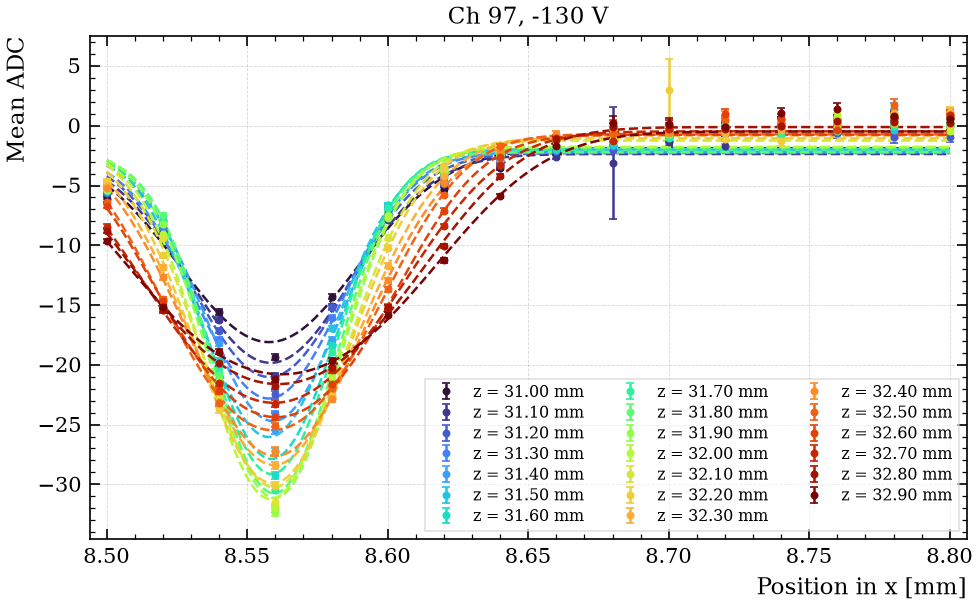 Ch 97, -130 V
Mean ADC
5
0
−5
−10
−15
−20
−25
−30
z = 31.00 mm
z = 31.10 mm
z = 31.20 mm
z = 31.30 mm
z = 31.40 mm
z = 31.50 mm
z = 31.60 mm
z = 31.70 mm
z = 31.80 mm
z = 31.90 mm
z = 32.00 mm
z = 32.10 mm
z = 32.20 mm
z = 32.30 mm
z = 32.40 mm
z = 32.50 mm
z = 32.60 mm
z = 32.70 mm
z = 32.80 mm
z = 32.90 mm
8.50 8.55 8.60 8.65 8.70 8.75 8.80
Position in x [mm]